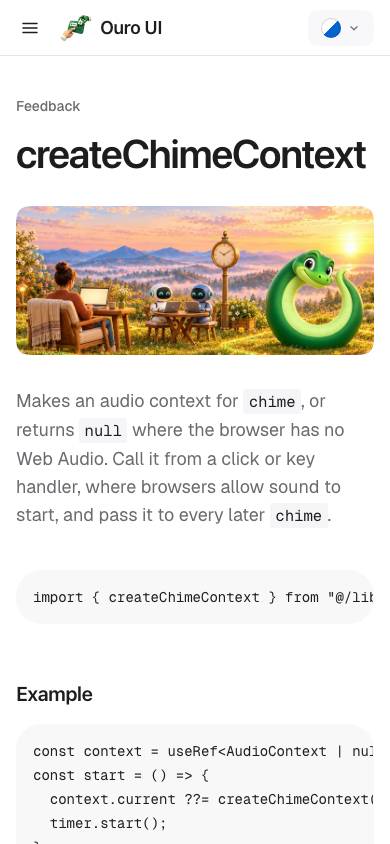 Ouro UI
Feedback
createChimeContext
Makes an audio context for chime, or
returns null where the browser has no
Web Audio. Call it from a click or key
handler, where browsers allow sound to
start, and pass it to every later chime.
import { createChimeContext } from "@/lib
Example
const context = useRef<AudioContext | nul
const start = () => {
  context.current ??= createChimeContext(
  timer.start();